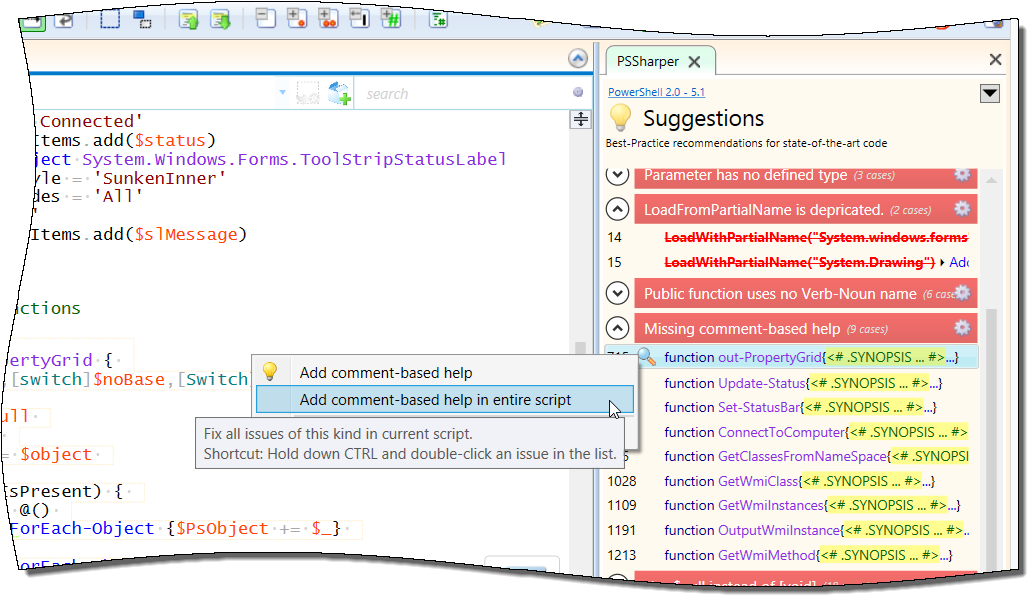 search
Connected'
Items.add($status)
ject System.Windows.Forms.ToolStripStatusLabel
yle = 'SunkenInner'
des = 'All'
'
Items.add($slMessage)
actions
ertyGrid {
[switch]$noBase,[Switch]
ull
= $object
sPresent) {
@()
ForEach-Object {$PsObject += $_}
Add comment-based help
Add comment-based help in entire script
Fix all issues of this kind in current script.
Shortcut: Hold down CTRL and double-click an issue in the list.
PSSharper
PowerShell 2.0 - 5.1
Suggestions
Best-Practice recommendations for state-of-the-art code
Parameter has no defined type (3 cases)
LoadFromPartialName is depricated. (2 cases)
14 LoadWithPartialName("System.windows.forms
15 LoadWithPartialName("System.Drawing") Add
Public function uses no Verb-Noun name (6 cases)
Missing comment-based help (9 cases)
function out-PropertyGrid{<# .SYNOPSIS ... #>...}
function Update-Status{<# .SYNOPSIS ... #>...}
function Set-StatusBar{<# .SYNOPSIS ... #>...}
function ConnectToComputer{<# .SYNOPSIS ... #>
function GetClassesFromNameSpace{<# .SYNOPSI
1028 function GetWmiClass{<# .SYNOPSIS ... #>...}
1109 function GetWmiInstances{<# .SYNOPSIS ... #>...}
1191 function OutputWmiInstance{<# .SYNOPSIS ... #>..
1213 function GetWmiMethod{<# .SYNOPSIS ... #>...}